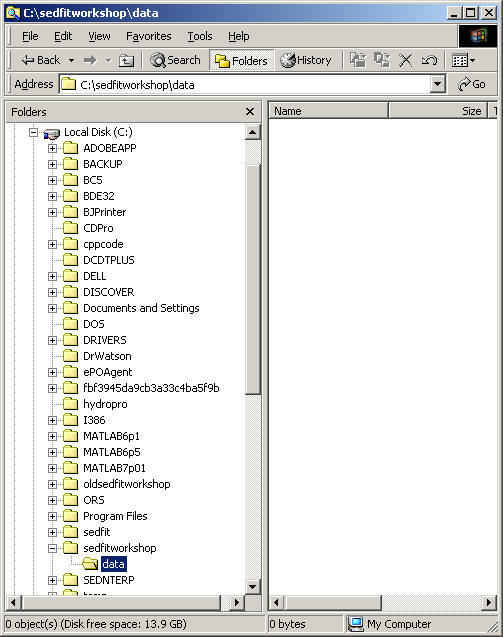 C:\sedfitworkshop\data
File Edit View Favorites Tools Help
Back Search Folders History
Address C:\sedfitworkshop\data Go
Folders
Name Size
Local Disk (C:)
ADOBEAPP
BACKUP
BC5
BDE32
BJPrinter
CDPro
cppcode
DCDTPLUS
DELL
DISCOVER
Documents and Settings
DOS
DRIVERS
DrWatson
ePOAgent
fbf3945da9cb3a33c4ba5f9b
hydropro
I386
MATLAB6p1
MATLAB6p5
MATLAB7p01
oldsedfitworkshop
ORS
Program Files
sedfit
sedfitworkshop
data
SEDNTERP
0 object(s) (Disk free space: 13.9 GB) 0 bytes My Computer